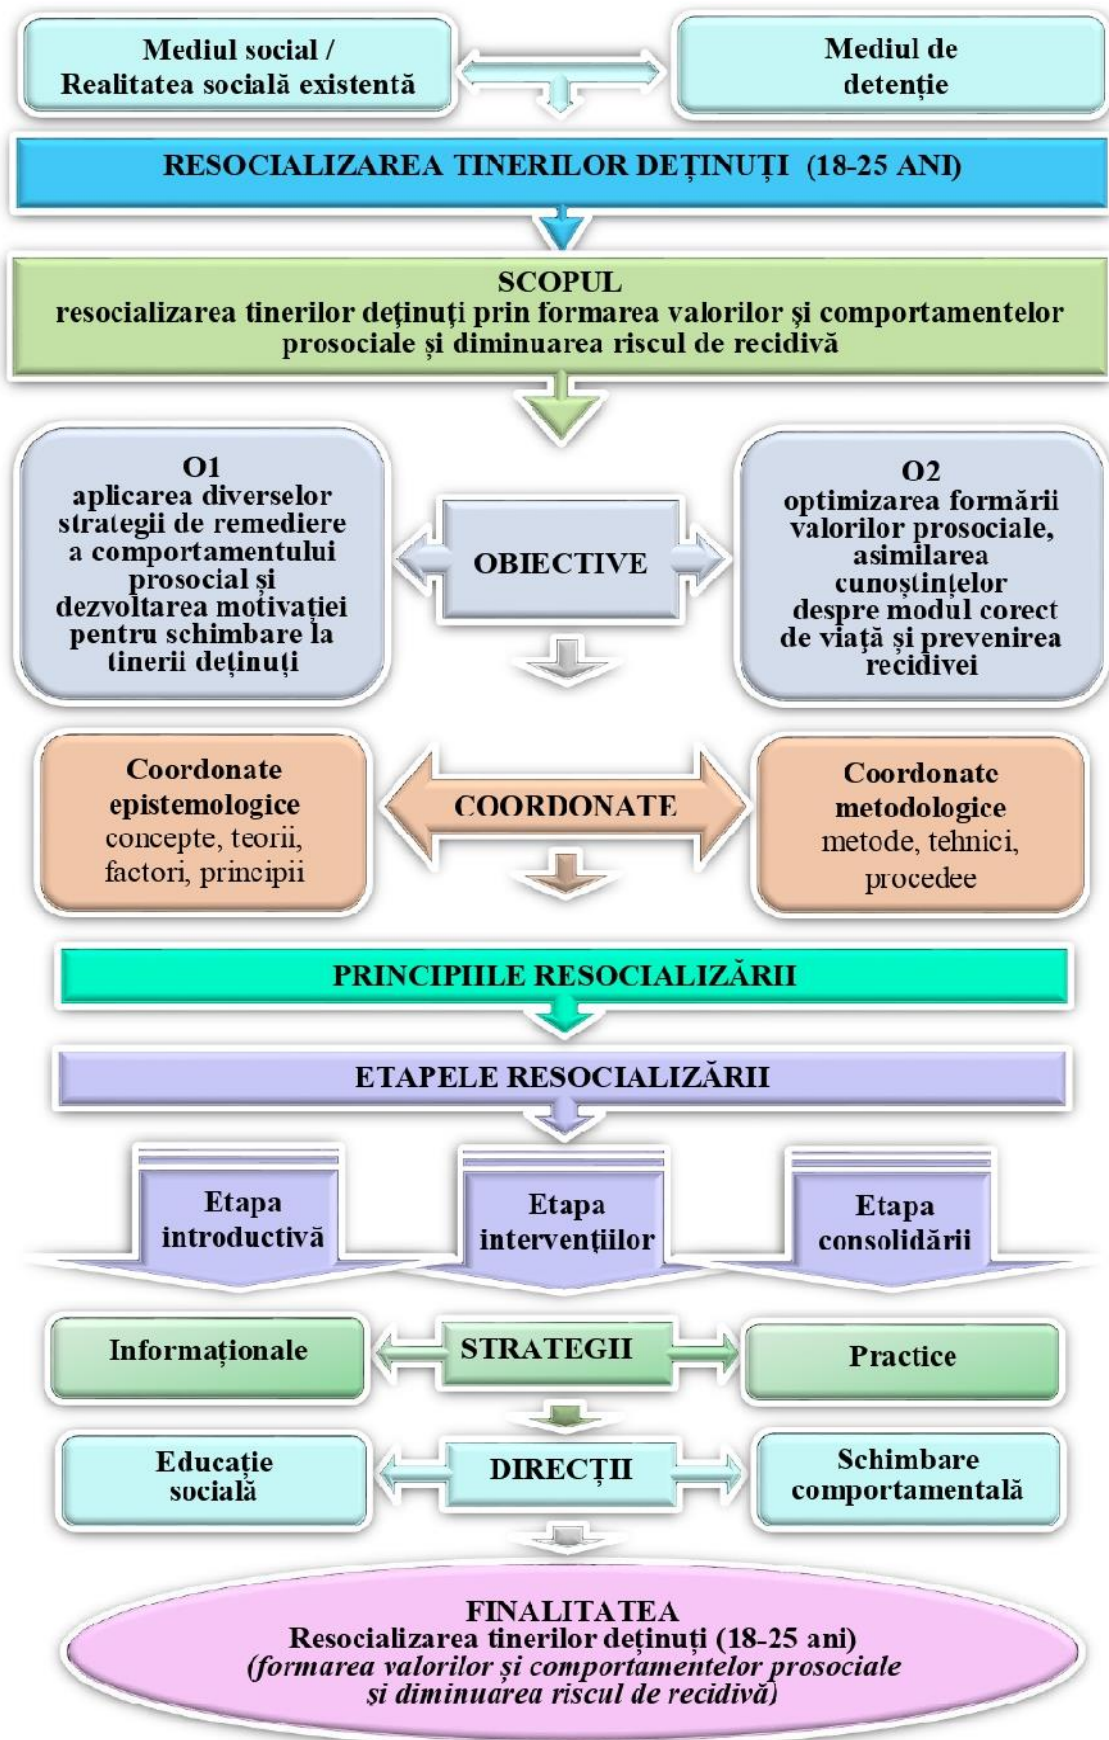 Mediul social /
Realitatea socială existentă
Mediul de
detenție
RESOCIALIZAREA TINERILOR DEȚINUȚI (18-25 ANI)
SCOPUL
resocializarea tinerilor deținuți prin formarea valorilor și comportamentelor
prosociale și diminuarea riscul de recidivă
O1
aplicarea diverselor
strategii de remediere
a comportamentului
prosocial și
dezvoltarea motivației
pentru schimbare la
tinerii deținuți
OBIECTIVE
O2
optimizarea formării
valorilor prosociale,
asimilarea
cunoștințelor
despre modul corect
de viaţă și prevenirea
recidivei
Coordonate
epistemologice
concepte, teorii,
factori, principii
COORDONATE
Coordonate
metodologice
metode, tehnici,
procedee
PRINCIPIILE RESOCIALIZĂRII
ETAPELE RESOCIALIZĂRII
Etapa
introductivă
Etapa
intervențiilor
Etapa
consolidării
Informaționale
STRATEGII
Practice
Educație
socială
DIRECȚII
Schimbare
comportamentală
FINALITATEA
Resocializarea tinerilor deținuți (18-25 ani)
(formarea valorilor și comportamentelor prosociale
și diminuarea riscul de recidivă)